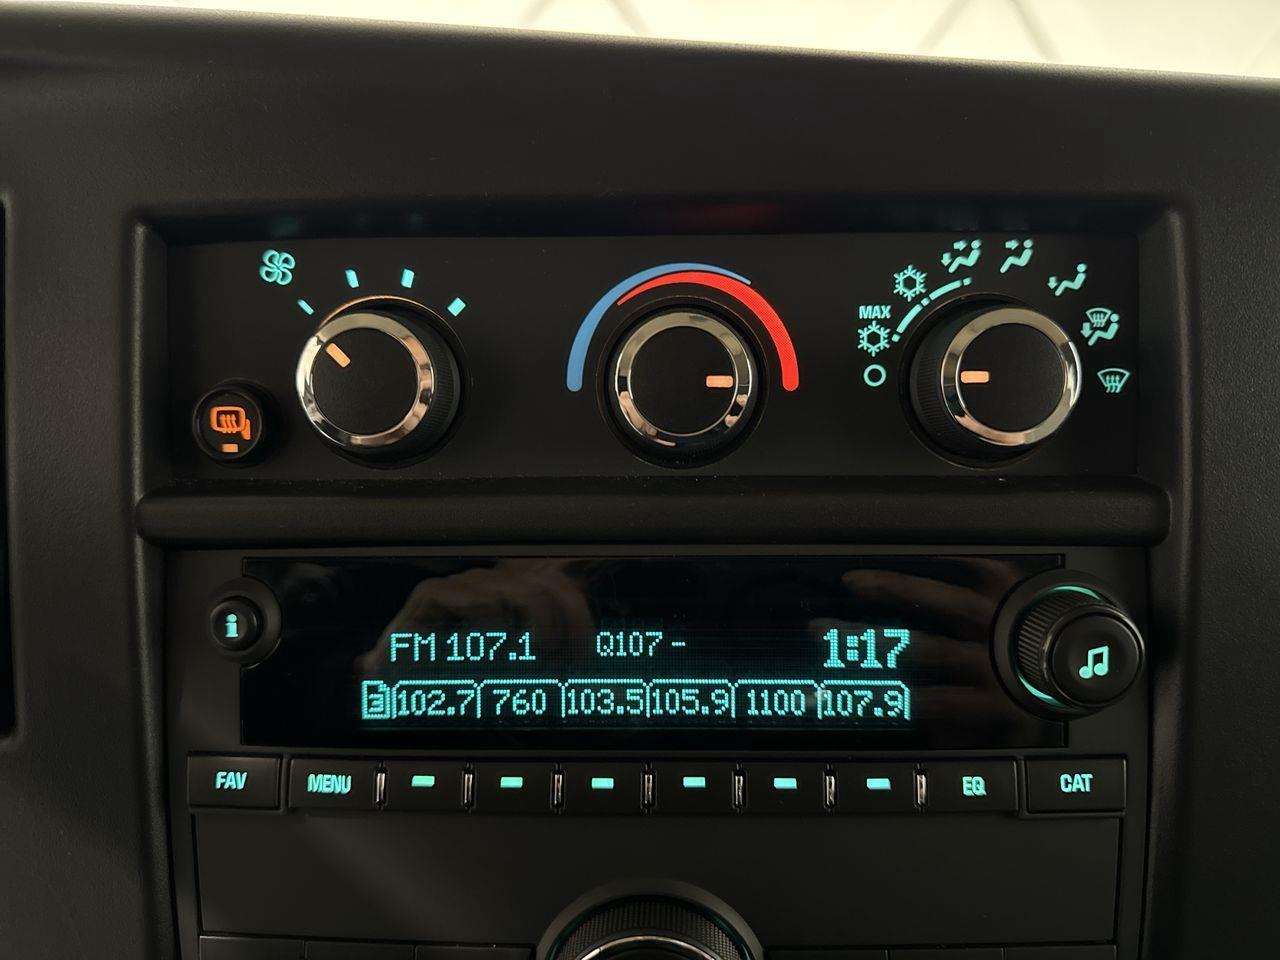 MAX
i
FM 107.1 Q107- 1:17
2 102.7 760 103.5 105.9 1100 107.9
FAV MENU EQ CAT